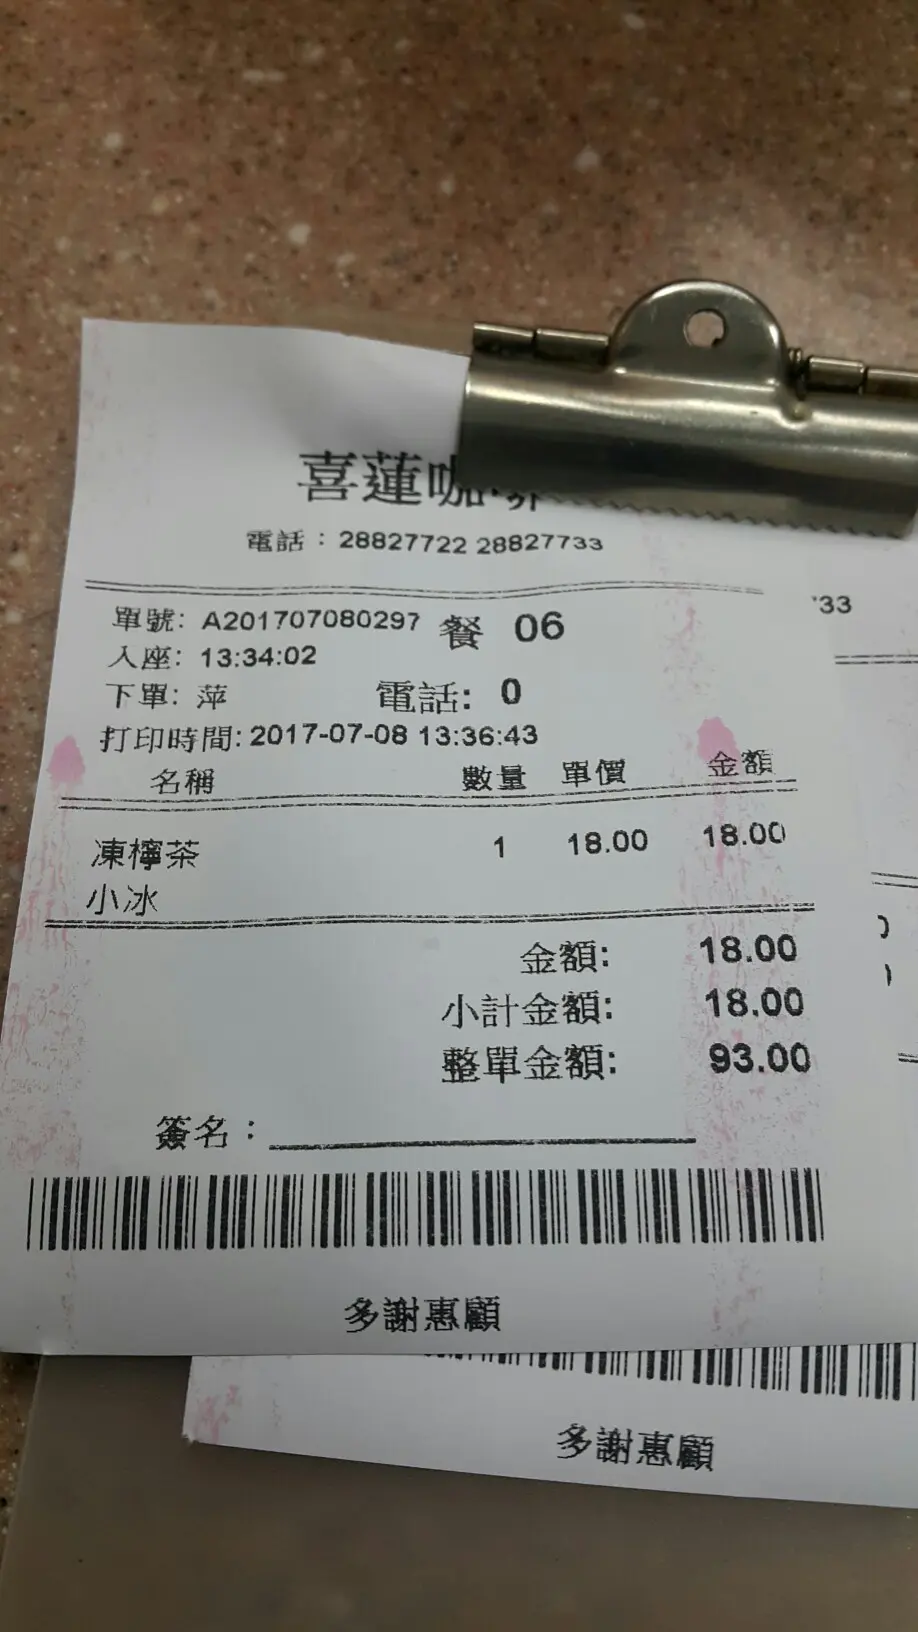 喜蓮咖啡
電話：28827722 28827733
單號: A201707080297 餐 06
入座: 13:34:02
下單: 萍 電話: 0
打印時間: 2017-07-08 13:36:43
名稱 數量 單價 金額
凍檸茶 1 18.00 18.00
小冰
金額: 18.00
小計金額: 18.00
整單金額: 93.00
簽名：
多謝惠顧
'33
多謝惠顧